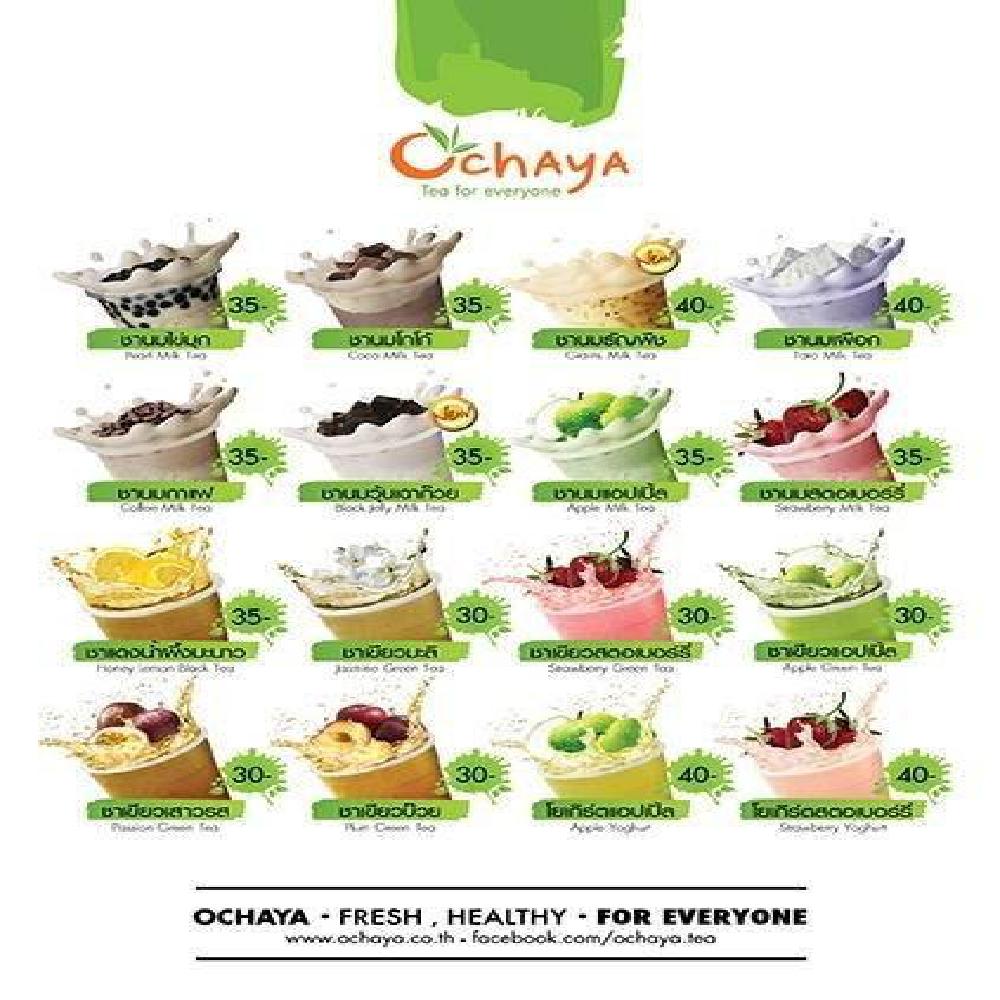 Ochaya
Tea for everyone
35-
ชานมไข่มุก
Pearl Milk Tea
35-
ชานมโกโก้
Coco Milk Tea
40-
ชานมธัญพืช
Grains Milk Tea
40-
ชานมเผือก
Taro Milk Tea
35-
ชานมกาแฟ
Coffee Milk Tea
35-
ชานมวุ้นเฉาก๊วย
Black Jelly Milk Tea
35-
ชานมแอปเปิ้ล
Apple Milk Tea
35-
ชานมสตอเบอร์รี่
Strawberry Milk Tea
35-
ชาแดงน้ำผึ้งมะนาว
Honey Lemon Black Tea
30-
ชาเขียวมะลิ
Jasmine Green Tea
30-
ชาเขียวสตอเบอร์รี่
Strawberry Green Tea
30-
ชาเขียวแอปเปิ้ล
Apple Green Tea
30-
ชาเขียวเสาวรส
Passion Green Tea
30-
ชาเขียวบ๊วย
Plum Green Tea
40-
โยเกิร์ตแอปเปิ้ล
Apple Yoghurt
40-
โยเกิร์ตสตอเบอร์รี่
Strawberry Yoghurt
OCHAYA • FRESH , HEALTHY • FOR EVERYONE
www.ochaya.co.th - facebook.com/ochaya.tea